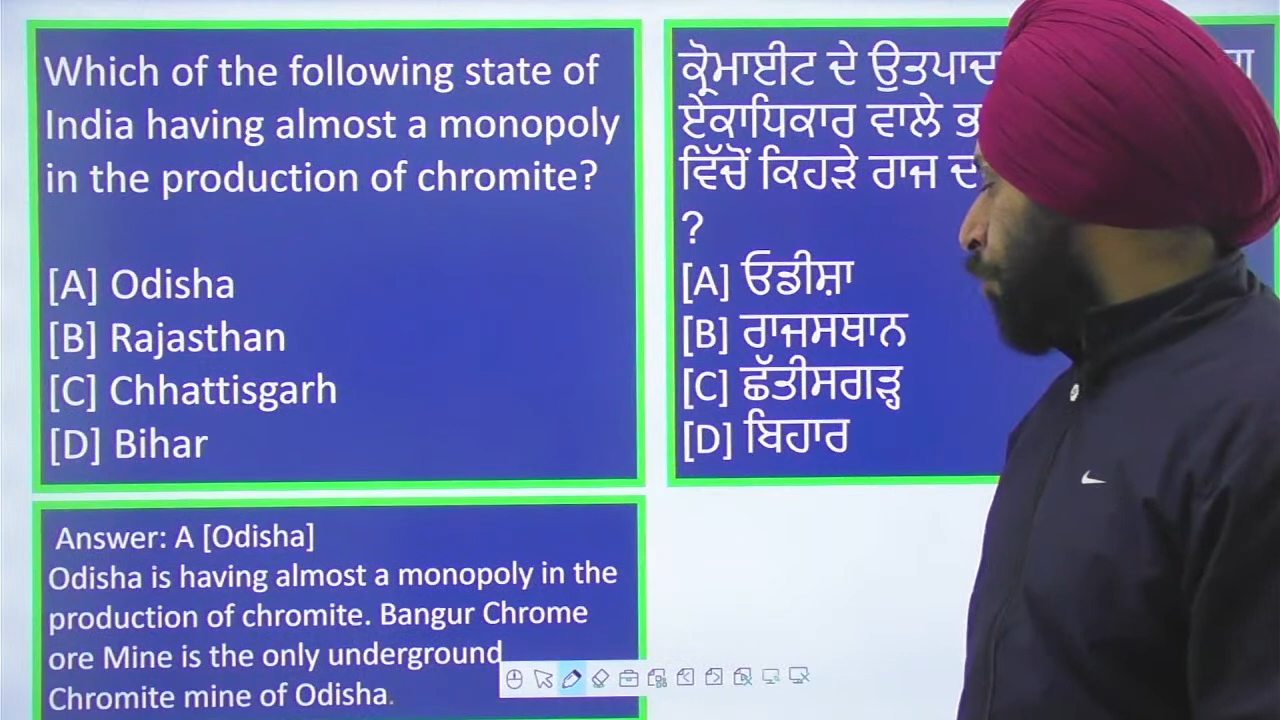 Which of the following state of
India having almost a monopoly
in the production of chromite?
[A] Odisha
[B] Rajasthan
[C] Chhattisgarh
[D] Bihar
ਕ੍ਰੋਮਾਈਟ ਦੇ
ਏਕਾਧਿਕਾਰ ਵਾਲੇ
ਵਿੱਚੋਂ ਕਿਹੜੇ ਰਾਜ
?
[A] ਓਡੀਸ਼ਾ
[B] ਰਾਜਸਥਾਨ
[C] ਛੱਤੀਸਗੜ੍ਹ
[D] ਬਿਹਾਰ
Answer: A [Odisha]
Odisha is having almost a monopoly in the
production of chromite. Bangur Chrome
ore Mine is the only underground
Chromite mine of Odisha.